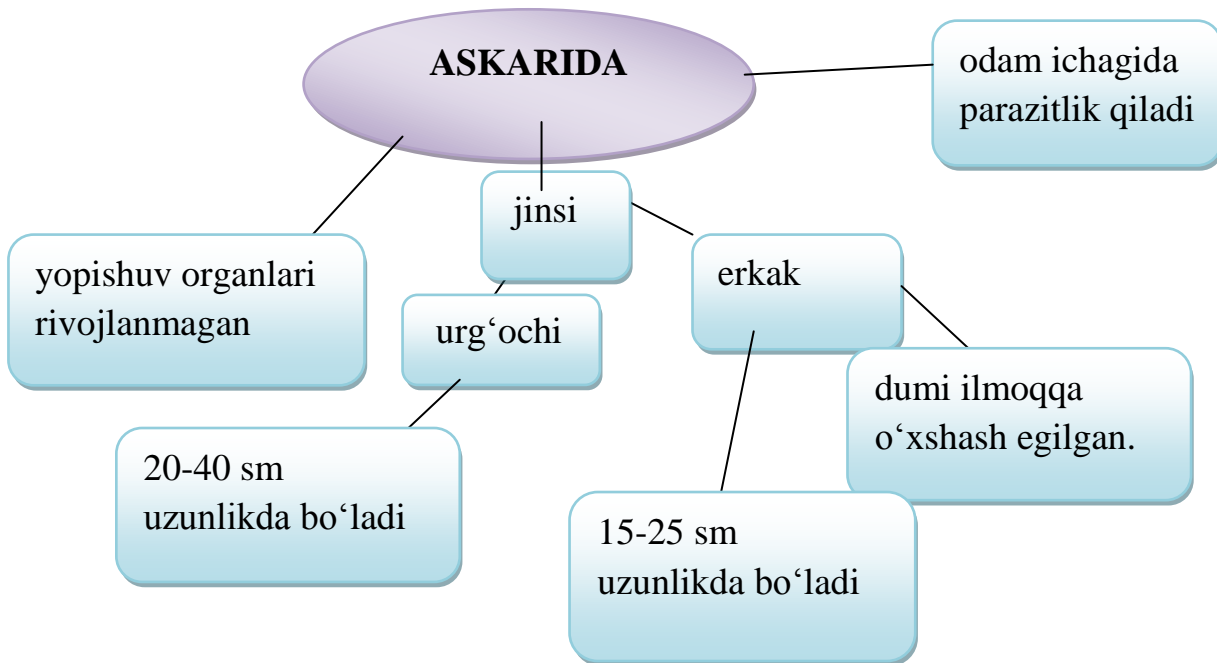 ASKARIDA
odam ichagida
parazitlik qiladi
jinsi
yopishuv organlari
rivojlanmagan
erkak
urg‘ochi
dumi ilmoqqa
o‘xshash egilgan.
20-40 sm
uzunlikda bo‘ladi
15-25 sm
uzunlikda bo‘ladi